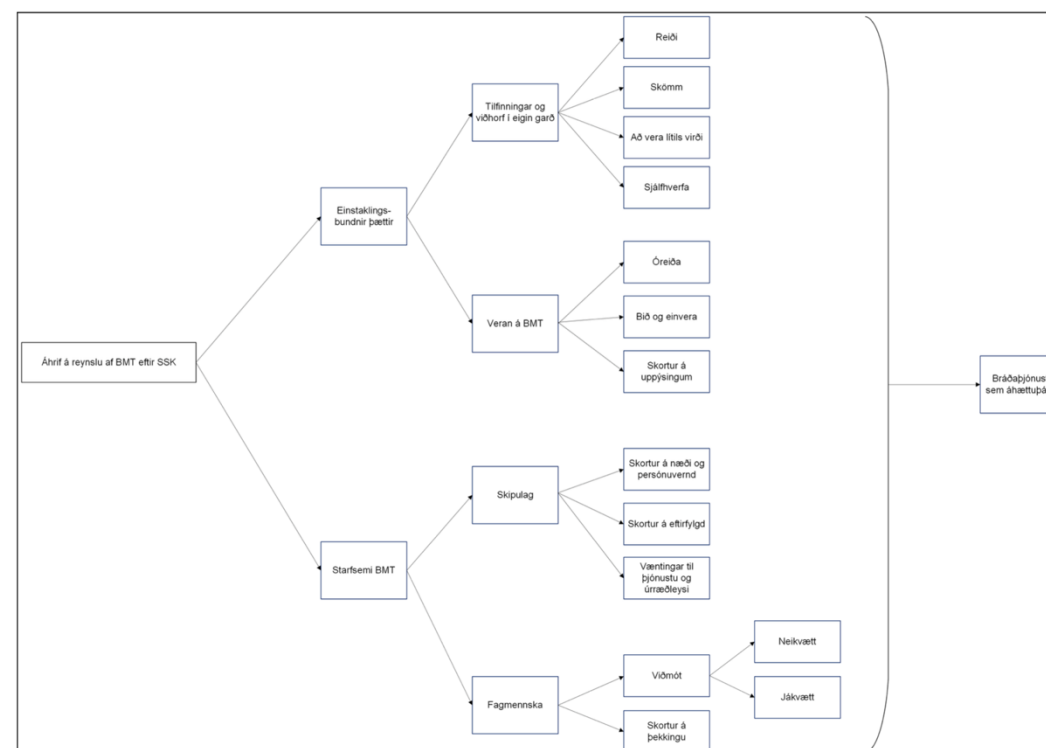 Reiði
Skömm
Tilfinningar og
viðhorf í eigin garð
Að vera lítils virði
Sjálfhverfa
Einstaklings-
bundnir þættir
Óreiða
Bið og einvera
Veran á BMT
Skortur á
uppýsingum
Áhrif á reynslu af BMT eftir SSK
Bráðaþjónus
sem áhættuþá
Skortur á næði og
persónuvernd
Skipulag
Skortur á eftirfylgd
Starfsemi BMT
Væntingar til
þjónustu og
úrræðleysi
Neikvætt
Viðmót
Jákvætt
Fagmennska
Skortur á
þekkingu